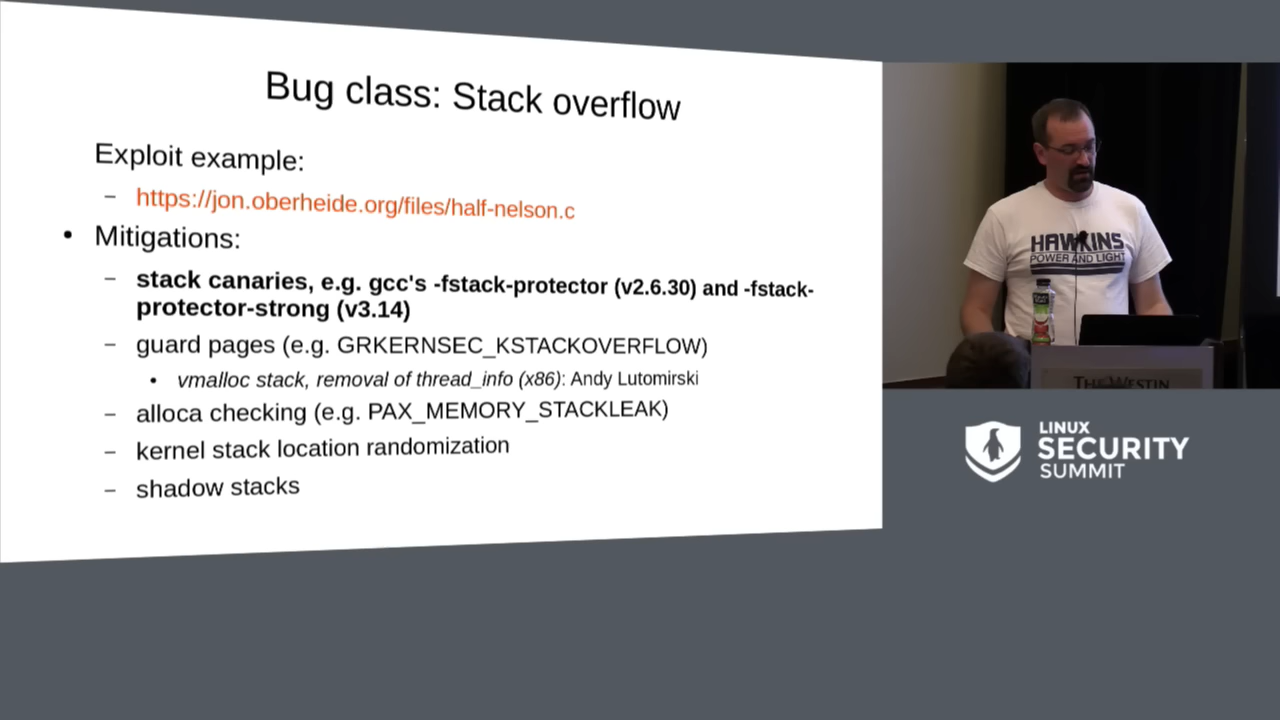 Bug class: Stack overflow
Exploit example:
– https://jon.oberheide.org/files/half-nelson.c
• Mitigations:
– stack canaries, e.g. gcc's -fstack-protector (v2.6.30) and -fstack-
protector-strong (v3.14)
– guard pages (e.g. GRKERNSEC_KSTACKOVERFLOW)
• vmalloc stack, removal of thread_info (x86): Andy Lutomirski
– alloca checking (e.g. PAX_MEMORY_STACKLEAK)
– kernel stack location randomization
– shadow stacks
HAWKINS
POWER AND LIGHT
THE WESTIN
LINUX
SECURITY
SUMMIT